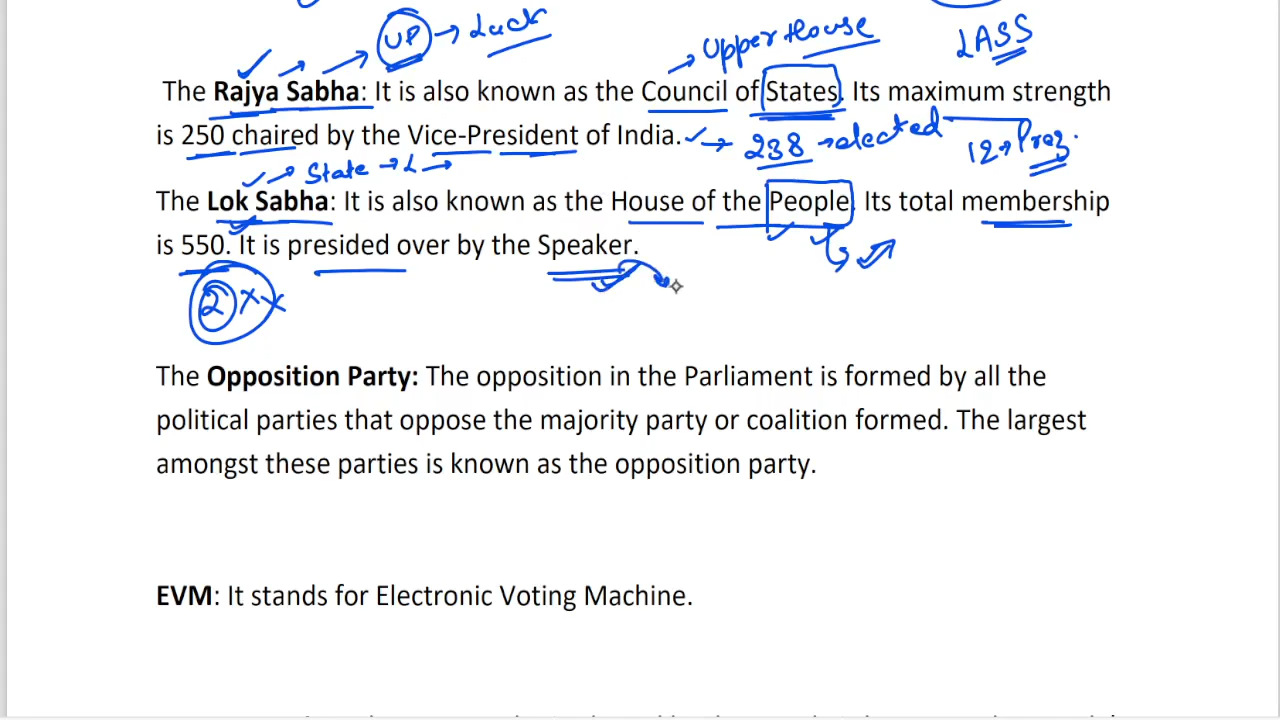 UP → Luck
→ Upper House
LASS
The Rajya Sabha: It is also known as the Council of States. Its maximum strength
is 250 chaired by the Vice-President of India. → 238 → elected 12 → Prez.
→ State → L →
The Lok Sabha: It is also known as the House of the People. Its total membership
is 550. It is presided over by the Speaker.
2 x x
The Opposition Party: The opposition in the Parliament is formed by all the
political parties that oppose the majority party or coalition formed. The largest
amongst these parties is known as the opposition party.
EVM: It stands for Electronic Voting Machine.